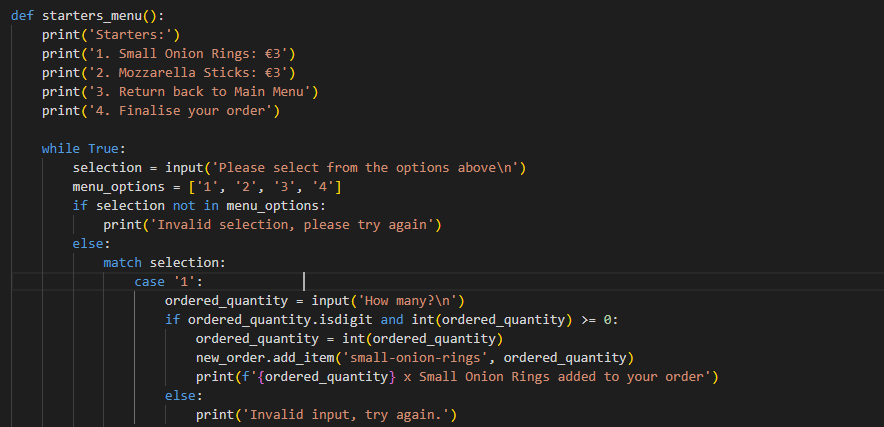 def starters_menu():
    print('Starters:')
    print('1. Small Onion Rings: €3')
    print('2. Mozzarella Sticks: €3')
    print('3. Return back to Main Menu')
    print('4. Finalise your order')

    while True:
        selection = input('Please select from the options above\n')
        menu_options = ['1', '2', '3', '4']
        if selection not in menu_options:
            print('Invalid selection, please try again')
        else:
            match selection:
                case '1':
                    ordered_quantity = input('How many?\n')
                    if ordered_quantity.isdigit and int(ordered_quantity) >= 0:
                        ordered_quantity = int(ordered_quantity)
                        new_order.add_item('small-onion-rings', ordered_quantity)
                        print(f'{ordered_quantity} x Small Onion Rings added to your order')
                    else:
                        print('Invalid input, try again.')